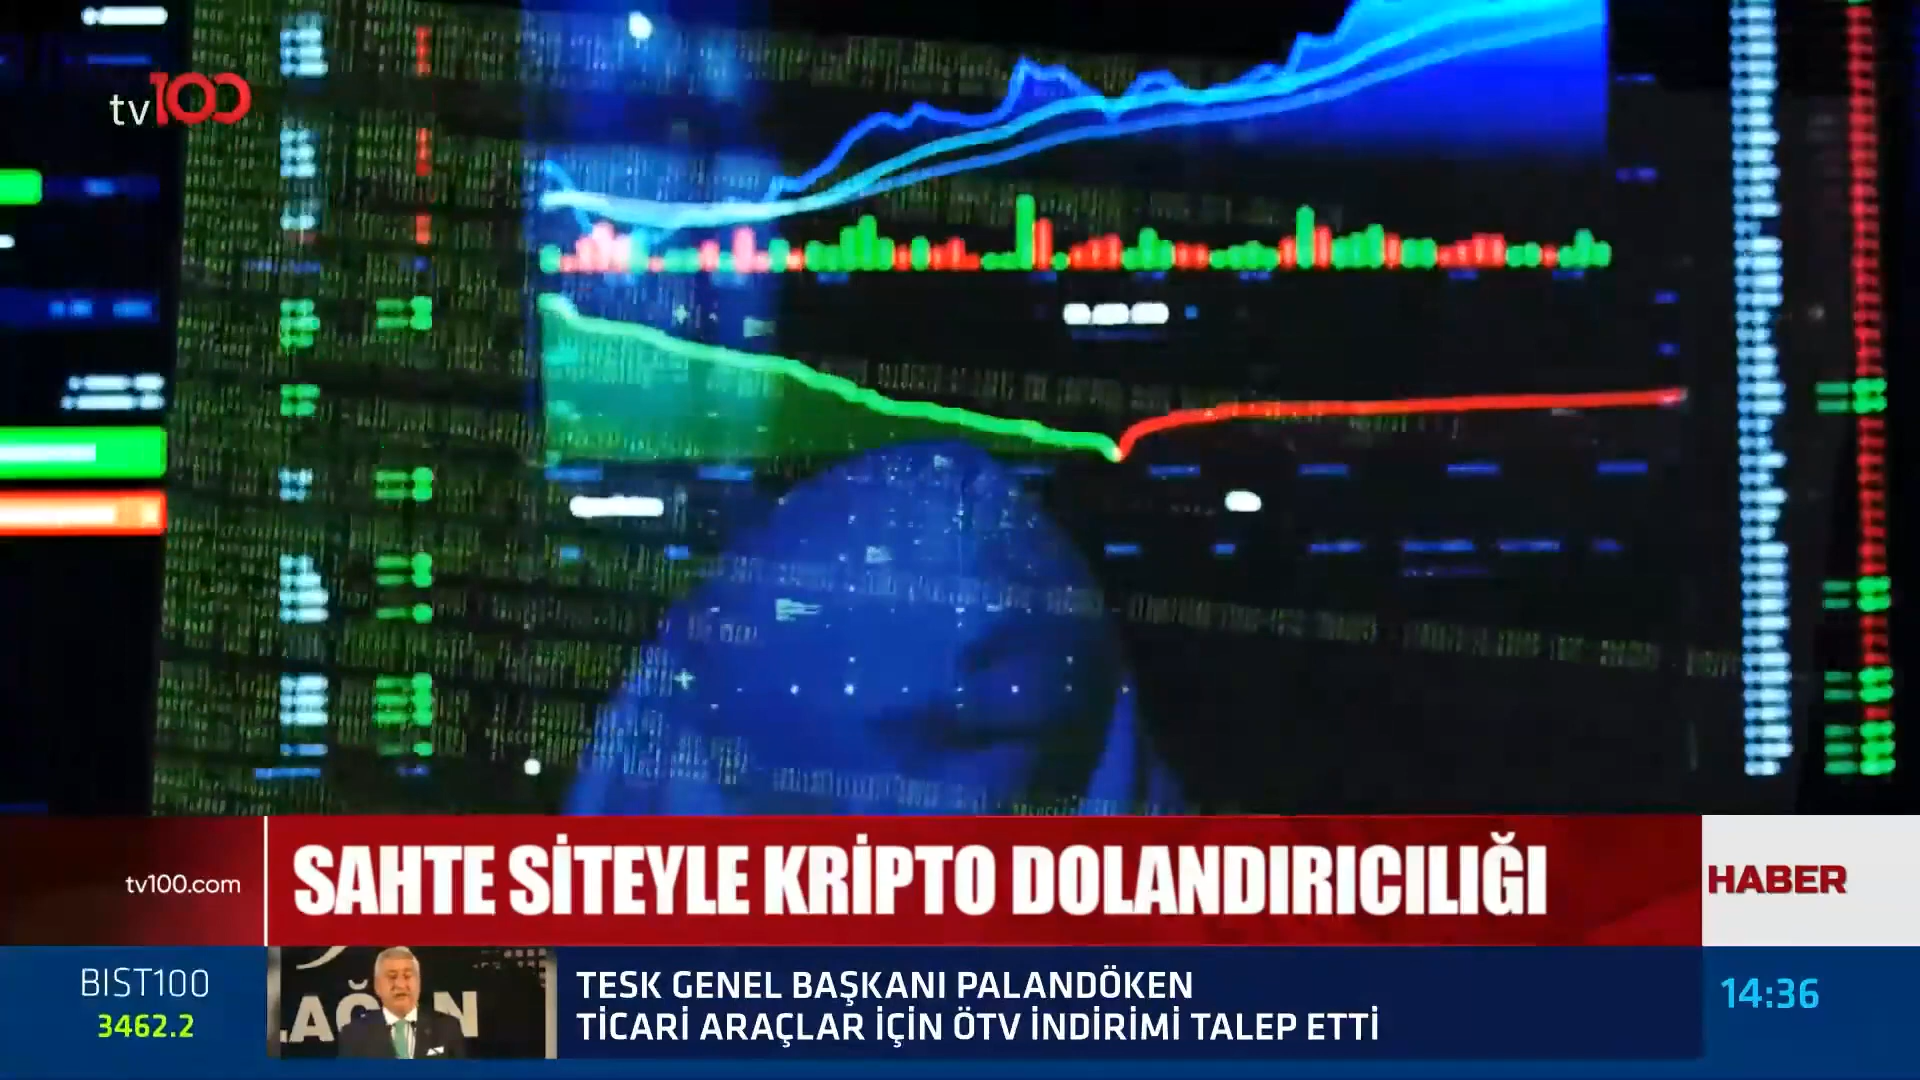 tv100
tv100.com
SAHTE SİTEYLE KRİPTO DOLANDIRICILIĞI
HABER
BIST100
3462.2
TESK GENEL BAŞKANI PALANDÖKEN
TİCARİ ARAÇLAR İÇİN ÖTV İNDİRİMİ TALEP ETTİ
14:36